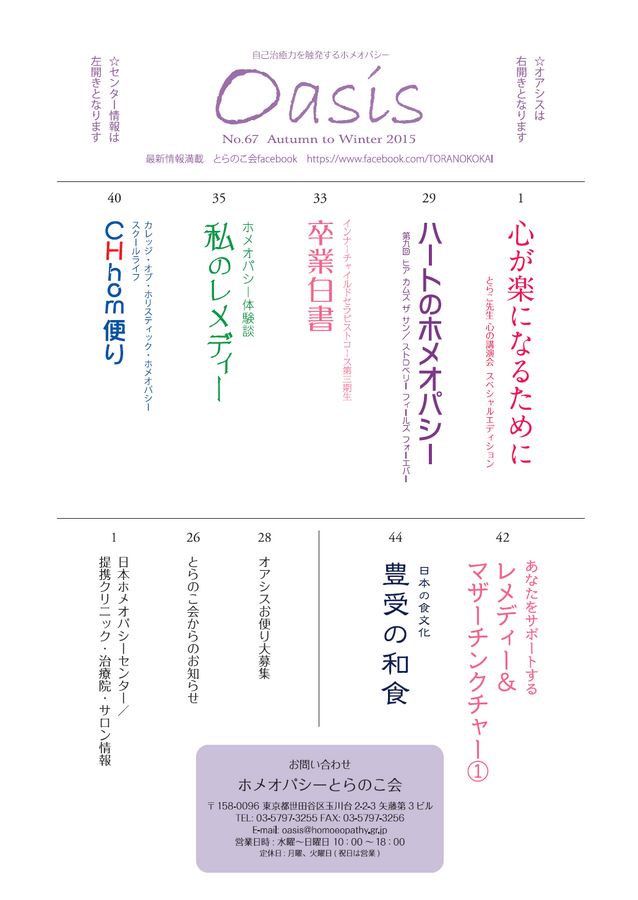 自己治癒力を触発するホメオパシー
Oasis
No.67 Autumn to Winter 2015
最新情報満載 とらのこ会facebook https://www.facebook.com/TORANOKOKAI
☆オアシスは
右開きとなります
☆センター情報は
左開きとなります
1
心が楽になるために
とらこ先生 心の講演会 スペシャルエディション
29
ハートのホメオパシー
第九回 ヒア カムズ ザ サン/ストロベリー フィールズ フォーエバー
33
インナーチャイルドセラピストコース第三期生
卒業白書
35
ホメオパシー体験談
私のレメディー
40
カレッジ・オブ・ホリスティック・ホメオパシー
スクールライフ
CHhom便り
42
あなたをサポートする
レメディー&
マザーチンクチャー①
44
日本の食文化
豊受の和食
28
オアシスお便り大募集
26
とらのこ会からのお知らせ
1
日本ホメオパシーセンター/
提携クリニック・治療院・サロン情報
お問い合わせ
ホメオパシーとらのこ会
〒158-0096 東京都世田谷区玉川台 2-2-3 矢藤第3ビル
TEL: 03-5797-3255 FAX: 03-5797-3256
E-mail: oasis@homoeopathy.gr.jp
営業日時:水曜〜日曜日 10:00 〜 18:00
定休日:月曜、火曜日(祝日は営業)